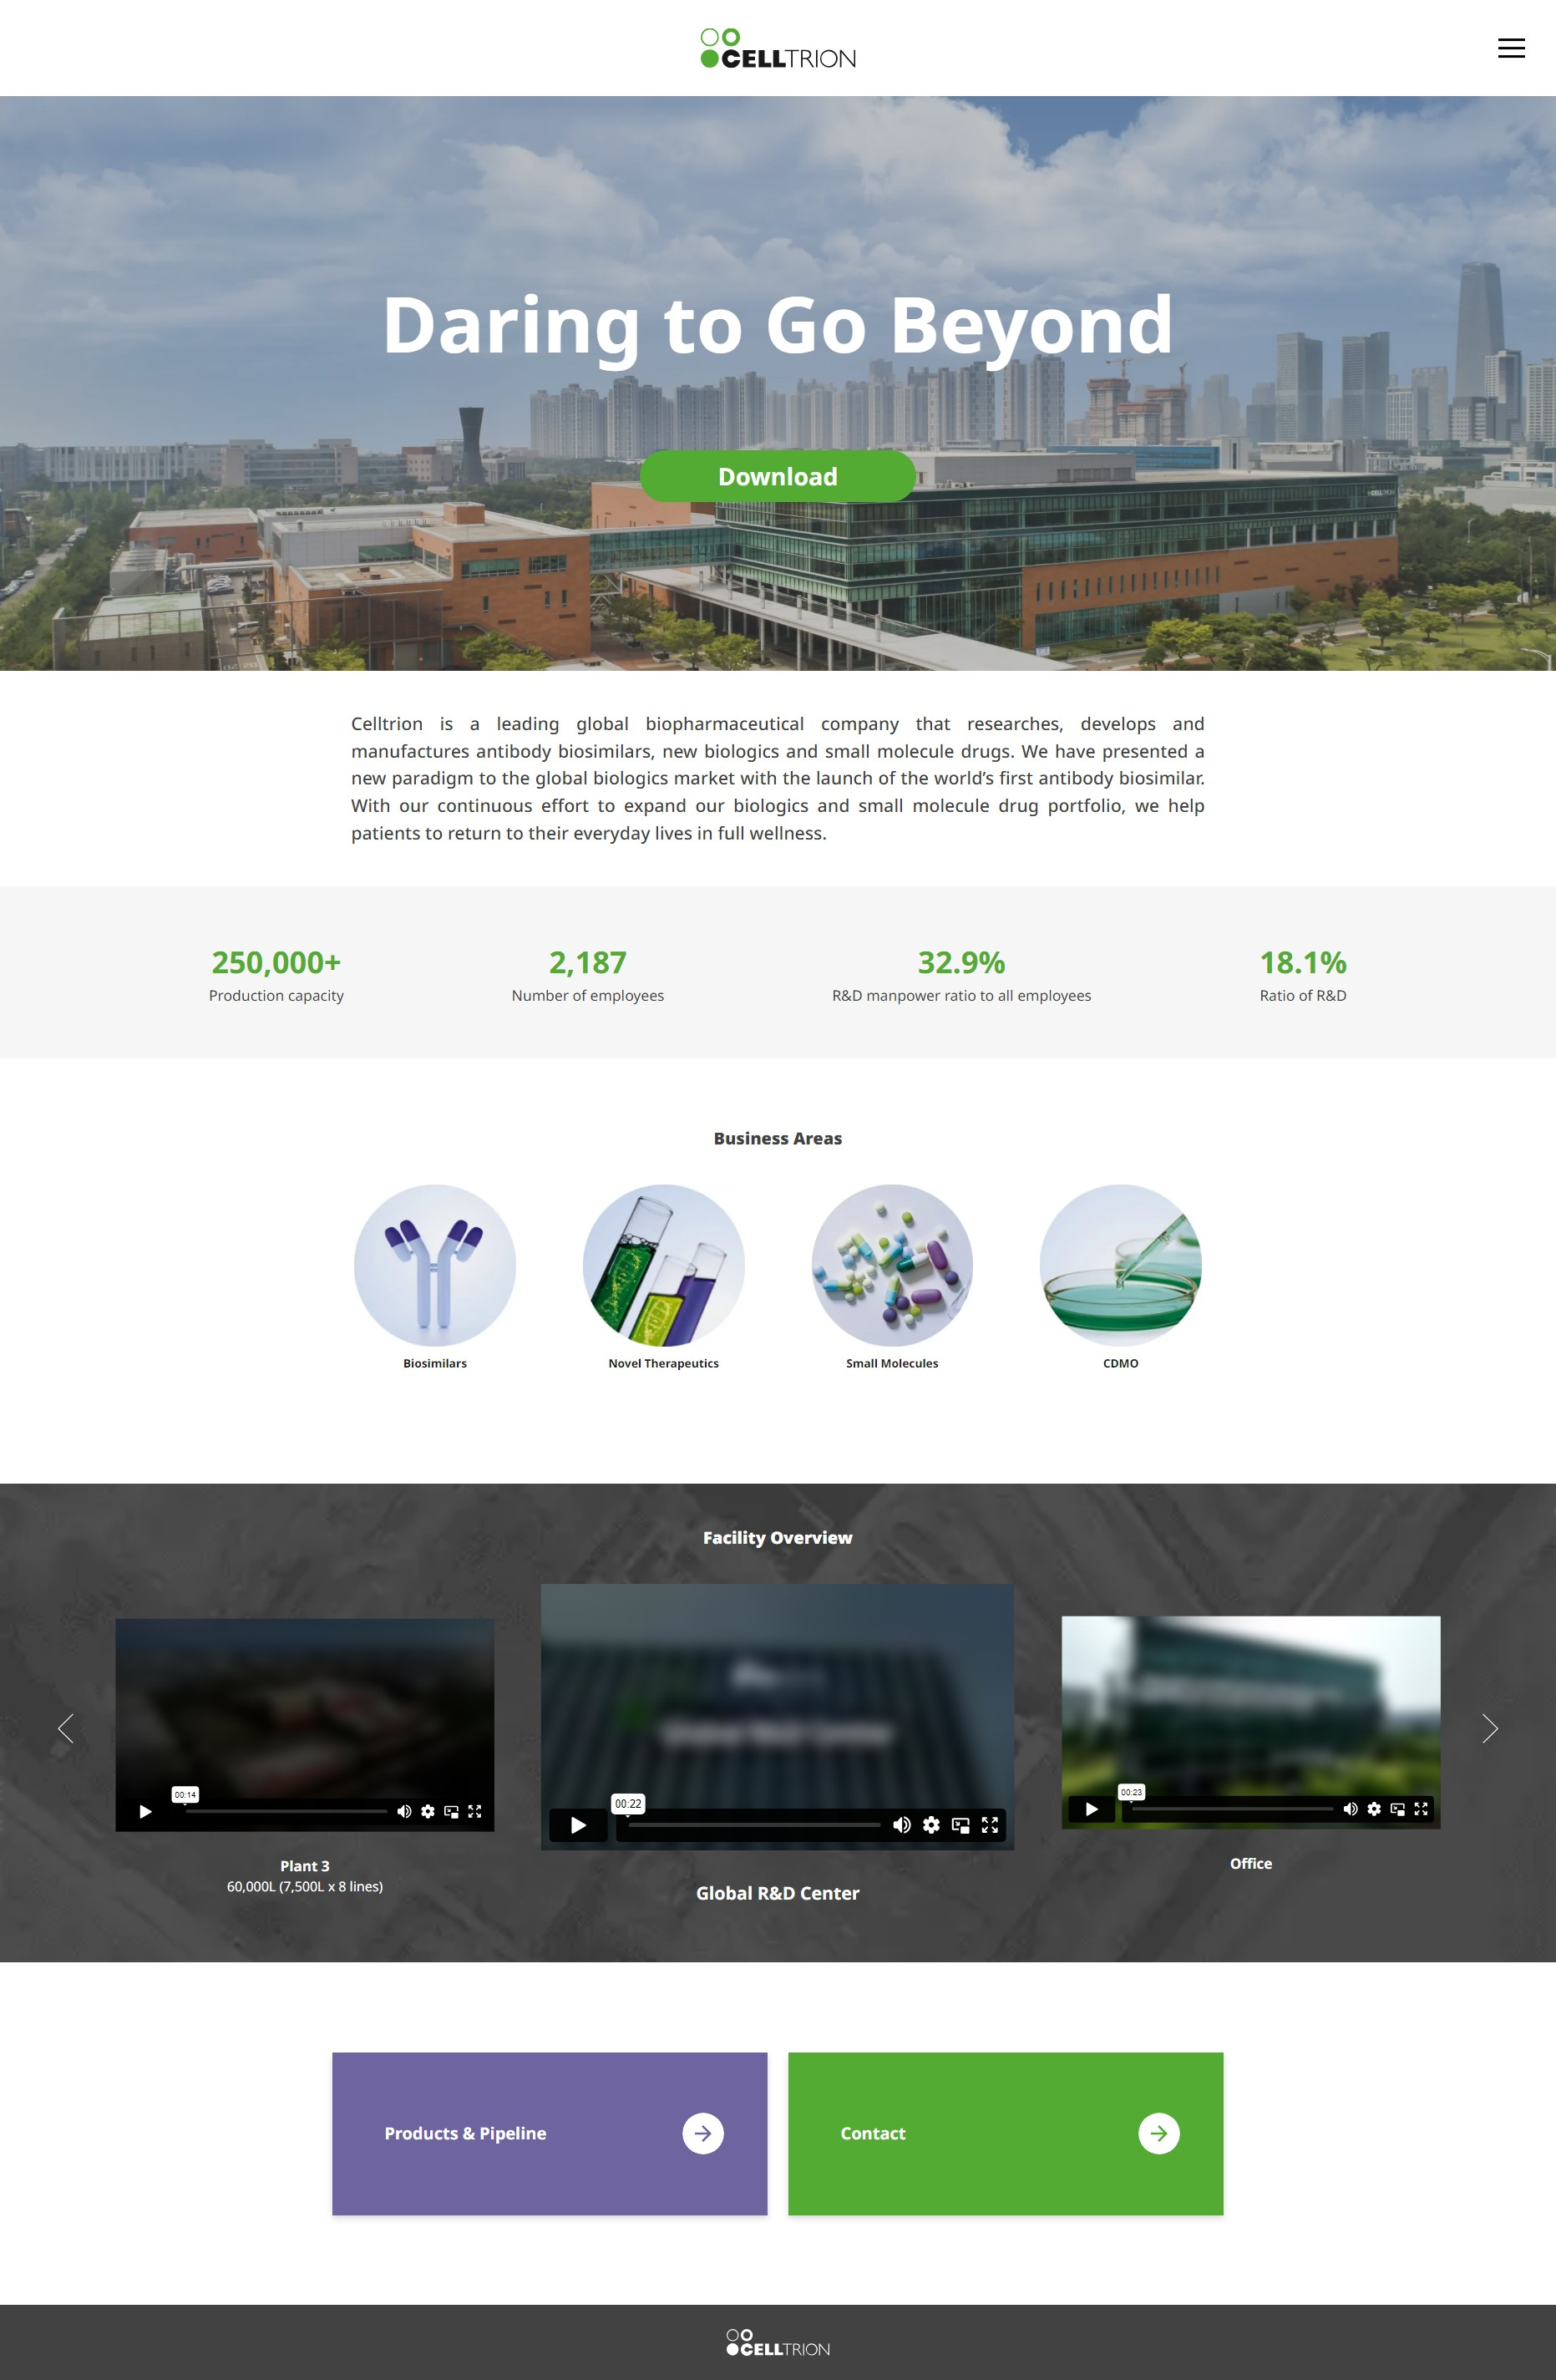 CELLTRION
Daring to Go Beyond
Download
Celltrion is a leading global biopharmaceutical company that researches, develops and
manufactures antibody biosimilars, new biologics and small molecule drugs. We have presented a
new paradigm to the global biologics market with the launch of the world’s first antibody biosimilar.
With our continuous effort to expand our biologics and small molecule drug portfolio, we help
patients to return to their everyday lives in full wellness.
250,000+
Production capacity
2,187
Number of employees
32.9%
R&D manpower ratio to all employees
18.1%
Ratio of R&D
Business Areas
Biosimilars
Novel Therapeutics
Small Molecules
CDMO
Facility Overview
00:14
Plant 3
60,000L (7,500L x 8 lines)
00:22
Global R&D Center
00:23
Office
Products & Pipeline
Contact
CELLTRION